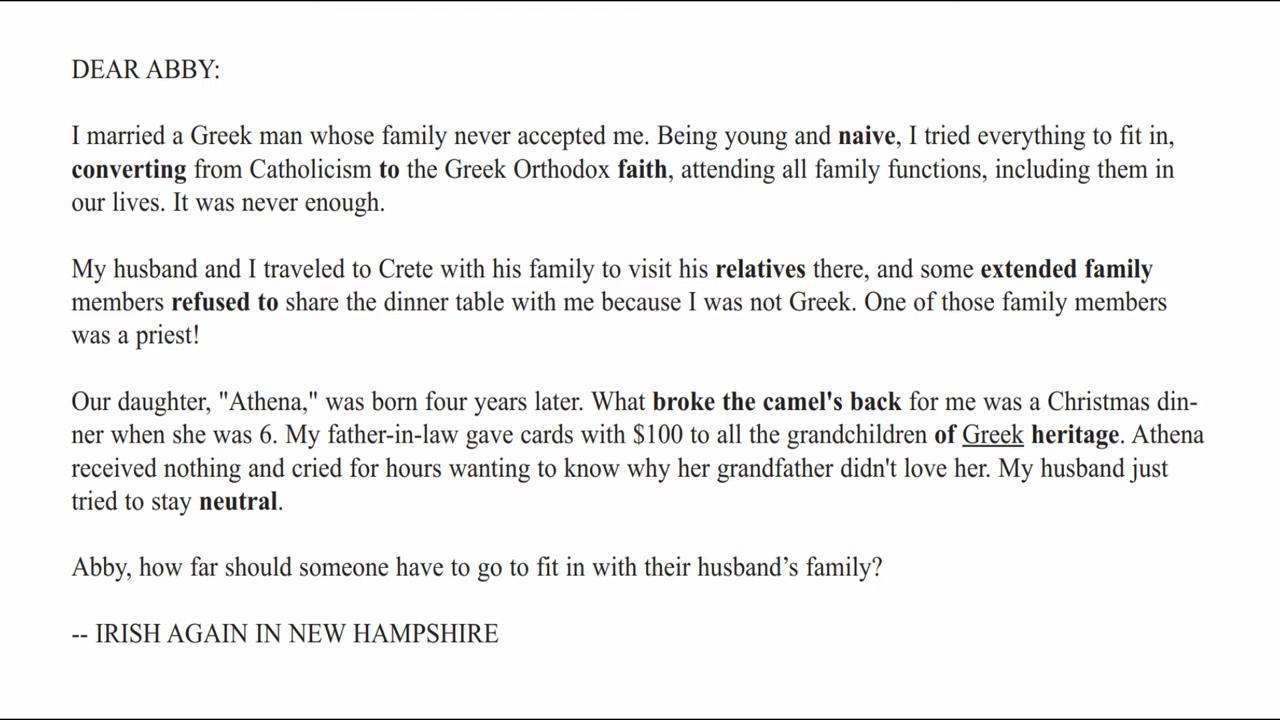 DEAR ABBY:
I married a Greek man whose family never accepted me. Being young and naive, I tried everything to fit in,
converting from Catholicism to the Greek Orthodox faith, attending all family functions, including them in
our lives. It was never enough.
My husband and I traveled to Crete with his family to visit his relatives there, and some extended family
members refused to share the dinner table with me because I was not Greek. One of those family members
was a priest!
Our daughter, "Athena," was born four years later. What broke the camel's back for me was a Christmas din-
ner when she was 6. My father-in-law gave cards with $100 to all the grandchildren of Greek heritage. Athena
received nothing and cried for hours wanting to know why her grandfather didn't love her. My husband just
tried to stay neutral.
Abby, how far should someone have to go to fit in with their husband’s family?
-- IRISH AGAIN IN NEW HAMPSHIRE